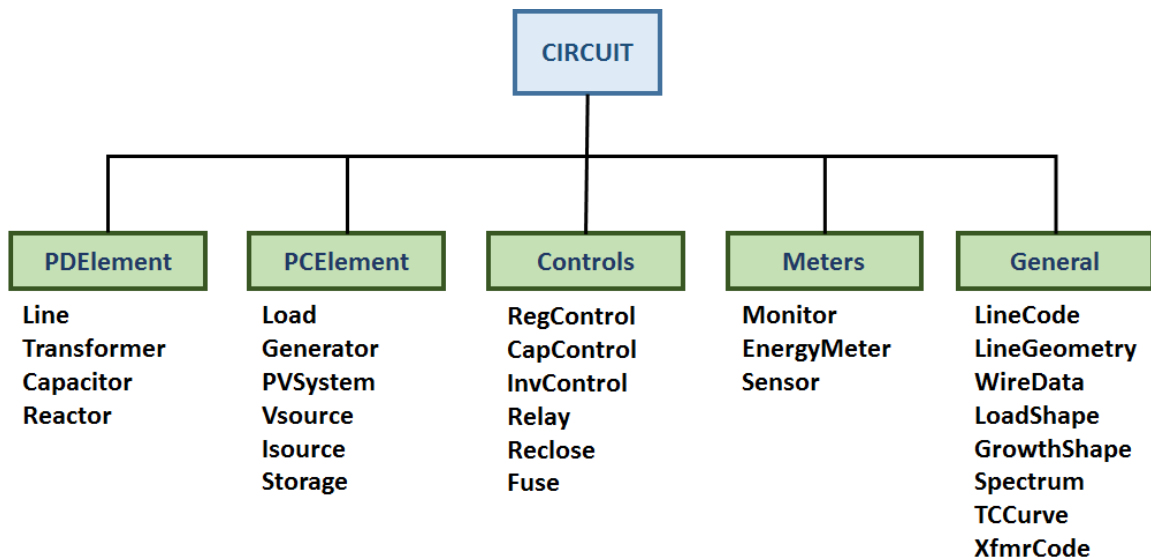 CIRCUIT
PDElement
Line
Transformer
Capacitor
Reactor
PCElement
Load
Generator
PVSystem
Vsource
Isource
Storage
Controls
RegControl
CapControl
InvControl
Relay
Reclose
Fuse
Meters
Monitor
EnergyMeter
Sensor
General
LineCode
LineGeometry
WireData
LoadShape
GrowthShape
Spectrum
TCCurve
XfmrCode